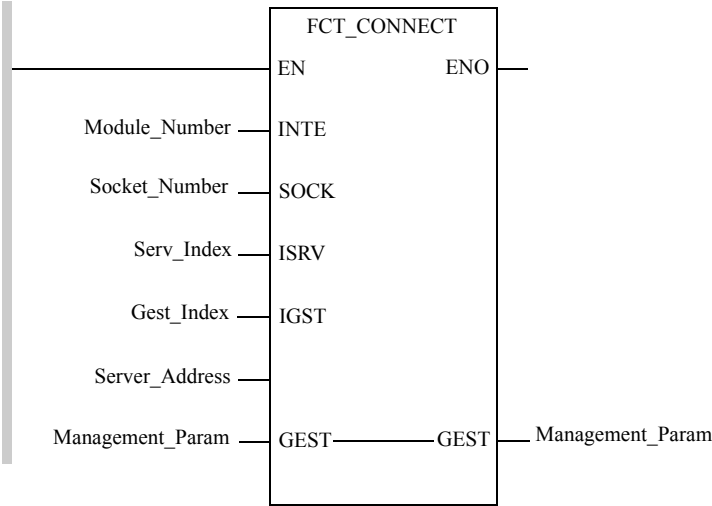 FCT_CONNECT
EN ENO
Module_Number INTE
Socket_Number SOCK
Serv_Index ISRV
Gest_Index IGST
Server_Address
Management_Param GEST GEST Management_Param